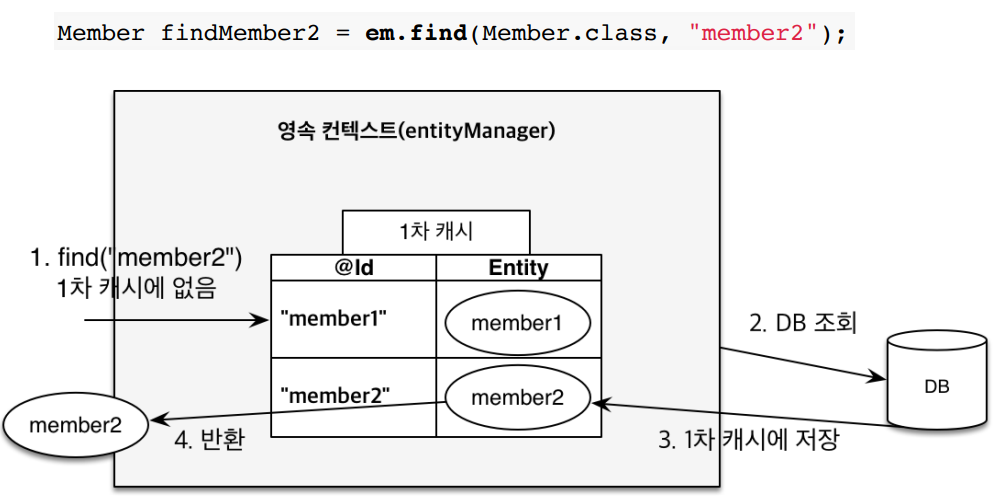 Member findMember2 = em.find(Member.class, "member2");
영속 컨텍스트(entityManager)
1차 캐시
1. find("member2")
1차 캐시에 없음
@Id Entity
"member1" member1
2. DB 조회
DB
"member2" member2
member2
4. 반환
3. 1차 캐시에 저장